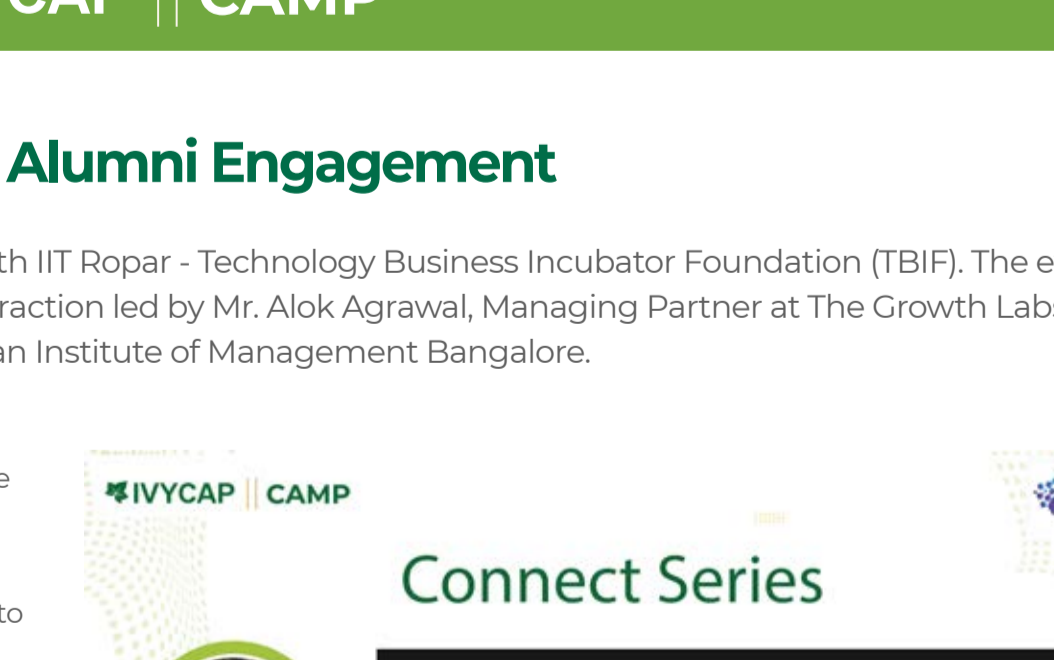 CAMP
Alumni Engagement
th IIT Ropar - Technology Business Incubator Foundation (TBIF). The e
raction led by Mr. Alok Agrawal, Managing Partner at The Growth Labs
an Institute of Management Bangalore.
e
to
IVYCAP || CAMP
Connect Series